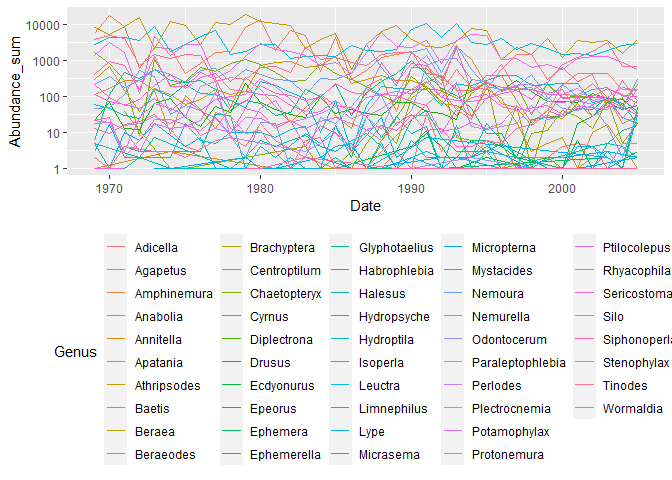 Abundance_sum
10000
1000
100
10
1
1970
1980
1990
2000
Date
Genus
Adicella
Agapetus
Amphinemura
Anabolia
Annitella
Apatania
Athripsodes
Baetis
Beraea
Beraeodes
Brachyptera
Centroptilum
Chaetopteryx
Cyrnus
Diplectrona
Drusus
Ecdyonurus
Epeorus
Ephemera
Ephemerella
Glyphotaelius
Habrophlebia
Halesus
Hydropsyche
Hydroptila
Isoperla
Leuctra
Limnephilus
Lype
Micrasema
Micropterna
Mystacides
Nemoura
Nemurella
Odontocerum
Paraleptophlebia
Perlodes
Plectrocnemia
Potamophylax
Protonemura
Ptilocolepus
Rhyacophila
Sericostoma
Silo
Siphonoperla
Stenophylax
Tinodes
Wormaldia